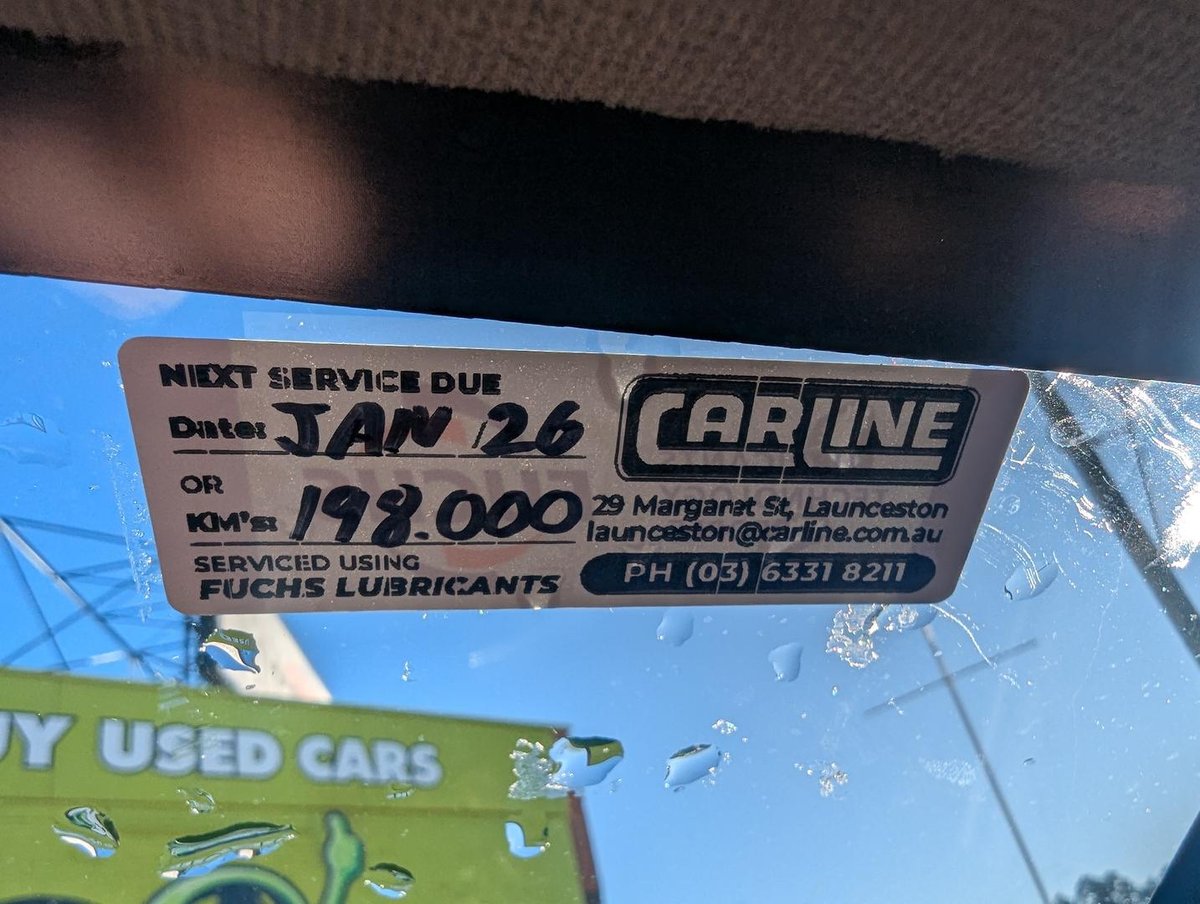 NEXT SERVICE DUE
Date: JAN /26
OR
KM's: 198.000
SERVICED USING
FUCHS LUBRICANTS
CARLINE
29 Margaret St, Launceston
launceston@carline.com.au
PH (03) 6331 8211
USED CARS